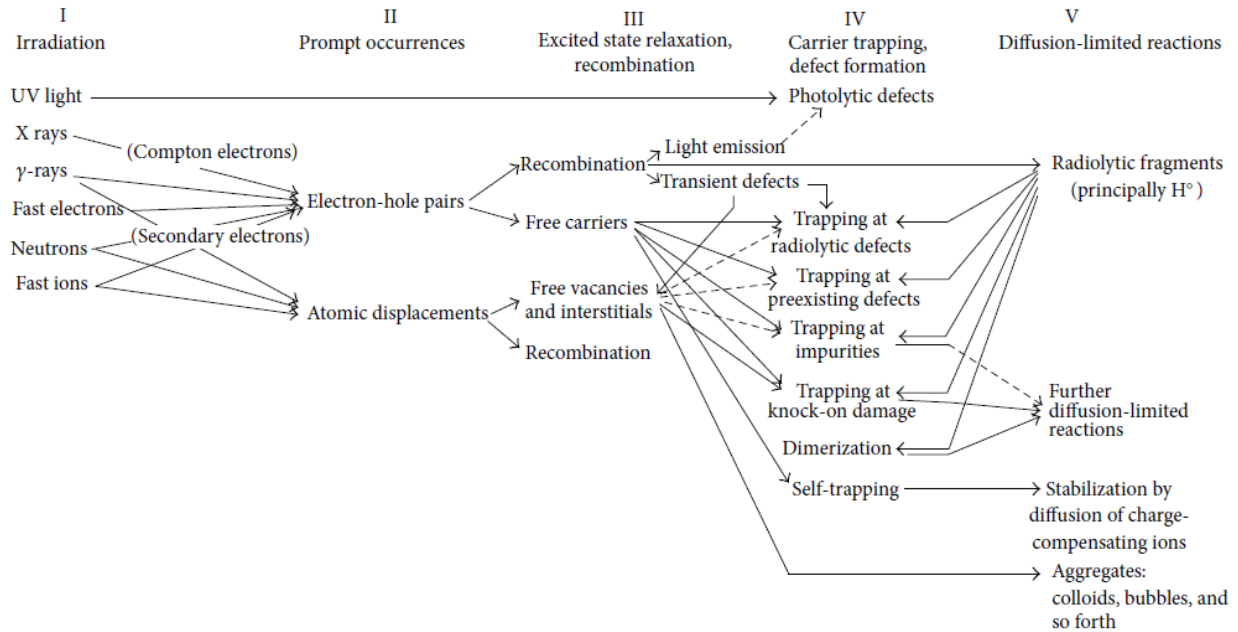 I
Irradiation
II
Prompt occurrences
III
Excited state relaxation,
recombination
IV
Carrier trapping,
defect formation
V
Diffusion-limited reactions
UV light
X rays
γ-rays
Fast electrons
Neutrons
Fast ions
(Compton electrons)
(Secondary electrons)
Electron-hole pairs
Atomic displacements
Recombination
Free carriers
Free vacancies
and interstitials
Recombination
Light emission
Transient defects
Photolytic defects
Trapping at
radiolytic defects
Trapping at
preexisting defects
Trapping at
impurities
Trapping at
knock-on damage
Dimerization
Self-trapping
Radiolytic fragments
(principally H°)
Further
diffusion-limited
reactions
Stabilization by
diffusion of charge-
compensating ions
Aggregates:
colloids, bubbles, and
so forth